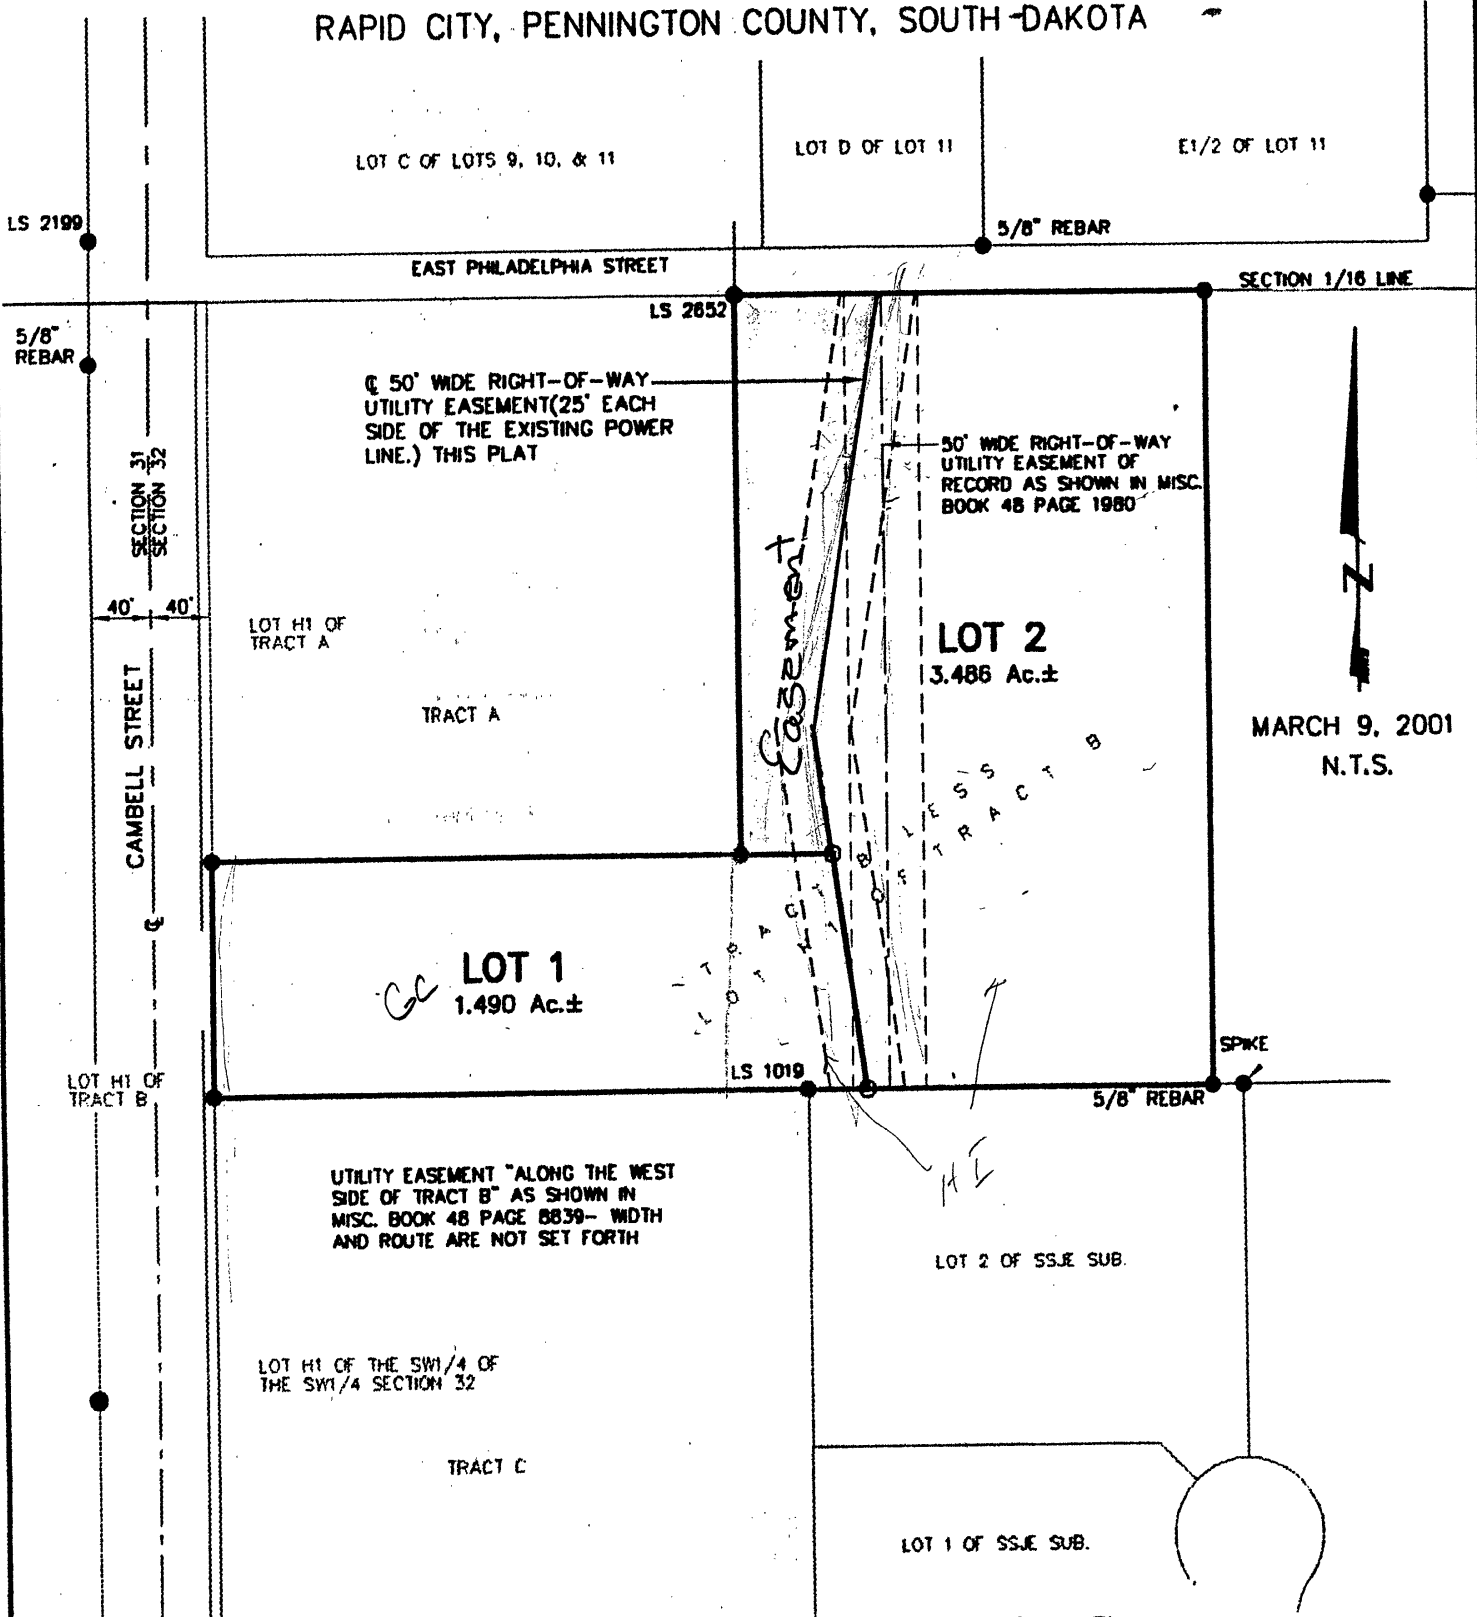 RAPID CITY, PENNINGTON COUNTY, SOUTH DAKOTA
LOT C OF LOTS 9, 10, & 11
LOT D OF LOT 11
E1/2 OF LOT 11
LS 2199
5/8" REBAR
EAST PHILADELPHIA STREET
SECTION 1/16 LINE
LS 2652
5/8"
REBAR
℄ 50' WIDE RIGHT-OF-WAY
UTILITY EASEMENT(25' EACH
SIDE OF THE EXISTING POWER
LINE.) THIS PLAT
50' WIDE RIGHT-OF-WAY
UTILITY EASEMENT OF
RECORD AS SHOWN IN MISC.
BOOK 48 PAGE 1980
SECTION 31
SECTION 32
Easement
N
40' 40'
LOT H1 OF
TRACT A
LOT 2
3.486 Ac.±
TRACT A
CAMBELL STREET
MARCH 9, 2001
N.T.S.
℄
TRACT B LESS
LOT H1 OF TRACT B
LOT 1
1.490 Ac.±
GC
LS 1019
SPIKE
5/8" REBAR
LOT H1 OF
TRACT B
HI
UTILITY EASEMENT "ALONG THE WEST
SIDE OF TRACT B" AS SHOWN IN
MISC. BOOK 48 PAGE 8839- WIDTH
AND ROUTE ARE NOT SET FORTH
LOT 2 OF SSJE SUB.
LOT H1 OF THE SW1/4 OF
THE SW1/4 SECTION 32
TRACT C
LOT 1 OF SSJE SUB.